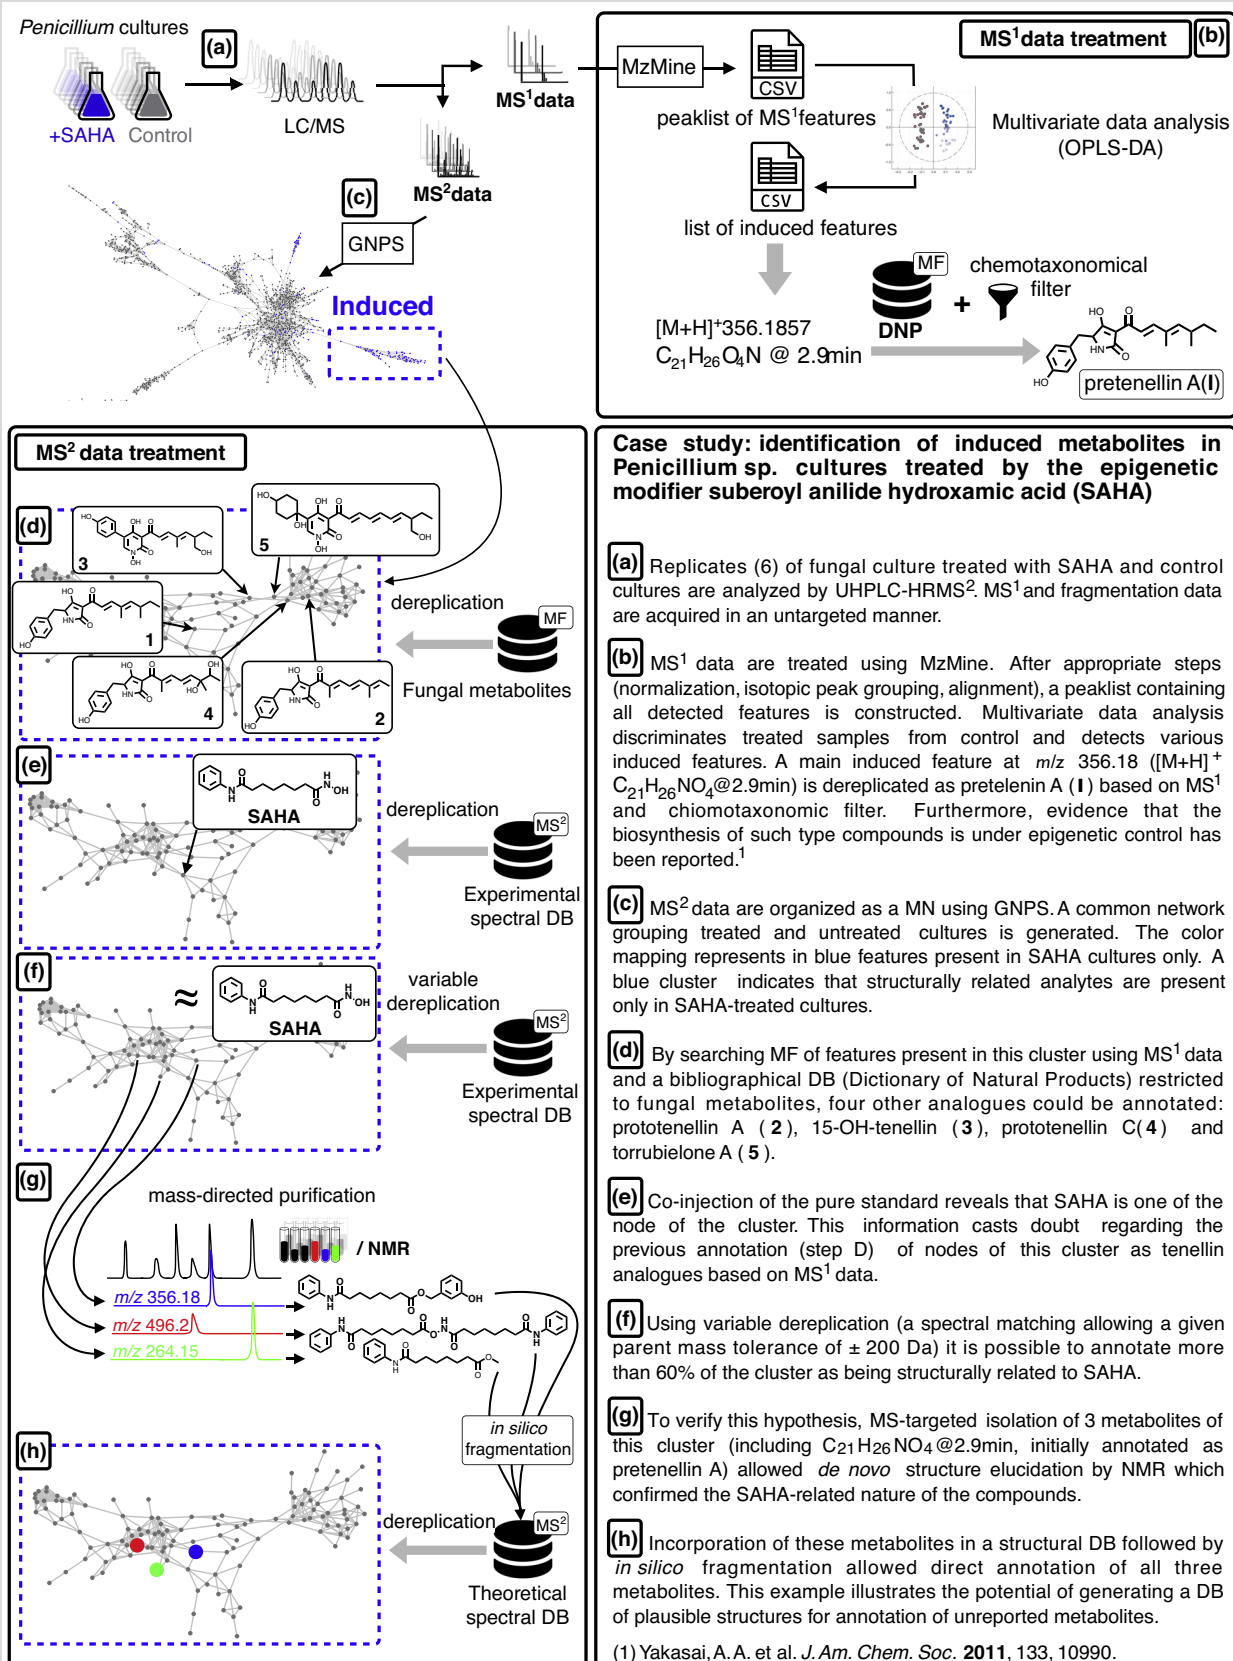 Penicillium cultures
(a)
+SAHA Control
LC/MS
MS1data
MS2data
(c)
GNPS
Induced
MS1data treatment (b)
MzMine
CSV
peaklist of MS1features
Multivariate data analysis
(OPLS-DA)
CSV
list of induced features
[M+H]+356.1857
C21H26O4N @ 2.9min
MF
DNP
+
chemotaxonomical
filter
HO
O
HN
O
HO
pretenellin A(I)
MS2 data treatment
(d)
3
5
1
4
2
dereplication
MF
Fungal metabolites
(e)
SAHA
dereplication
MS2
Experimental
spectral DB
(f)
≈
SAHA
variable
dereplication
MS2
Experimental
spectral DB
(g)
mass-directed purification
/ NMR
m/z 356.18
m/z 496.2
m/z 264.15
in silico
fragmentation
(h)
dereplication
MS2
Theoretical
spectral DB
Case study: identification of induced metabolites in
Penicillium sp. cultures treated by the epigenetic
modifier suberoyl anilide hydroxamic acid (SAHA)
(a) Replicates (6) of fungal culture treated with SAHA and control
cultures are analyzed by UHPLC-HRMS2. MS1 and fragmentation data
are acquired in an untargeted manner.
(b) MS1 data are treated using MzMine. After appropriate steps
(normalization, isotopic peak grouping, alignment), a peaklist containing
all detected features is constructed. Multivariate data analysis
discriminates treated samples from control and detects various
induced features. A main induced feature at m/z 356.18 ([M+H]+
C21H26NO4@2.9min) is dereplicated as pretelenin A (I) based on MS1
and chiomotaxonomic filter. Furthermore, evidence that the
biosynthesis of such type compounds is under epigenetic control has
been reported.1
(c) MS2 data are organized as a MN using GNPS. A common network
grouping treated and untreated cultures is generated. The color
mapping represents in blue features present in SAHA cultures only. A
blue cluster indicates that structurally related analytes are present
only in SAHA-treated cultures.
(d) By searching MF of features present in this cluster using MS1 data
and a bibliographical DB (Dictionary of Natural Products) restricted
to fungal metabolites, four other analogues could be annotated:
prototenellin A (2), 15-OH-tenellin (3), prototenellin C(4) and
torrubielone A (5).
(e) Co-injection of the pure standard reveals that SAHA is one of the
node of the cluster. This information casts doubt regarding the
previous annotation (step D) of nodes of this cluster as tenellin
analogues based on MS1 data.
(f) Using variable dereplication (a spectral matching allowing a given
parent mass tolerance of ± 200 Da) it is possible to annotate more
than 60% of the cluster as being structurally related to SAHA.
(g) To verify this hypothesis, MS-targeted isolation of 3 metabolites of
this cluster (including C21H26NO4@2.9min, initially annotated as
pretenellin A) allowed de novo structure elucidation by NMR which
confirmed the SAHA-related nature of the compounds.
(h) Incorporation of these metabolites in a structural DB followed by
in silico fragmentation allowed direct annotation of all three
metabolites. This example illustrates the potential of generating a DB
of plausible structures for annotation of unreported metabolites.
(1) Yakasai, A.A. et al. J. Am. Chem. Soc. 2011, 133, 10990.